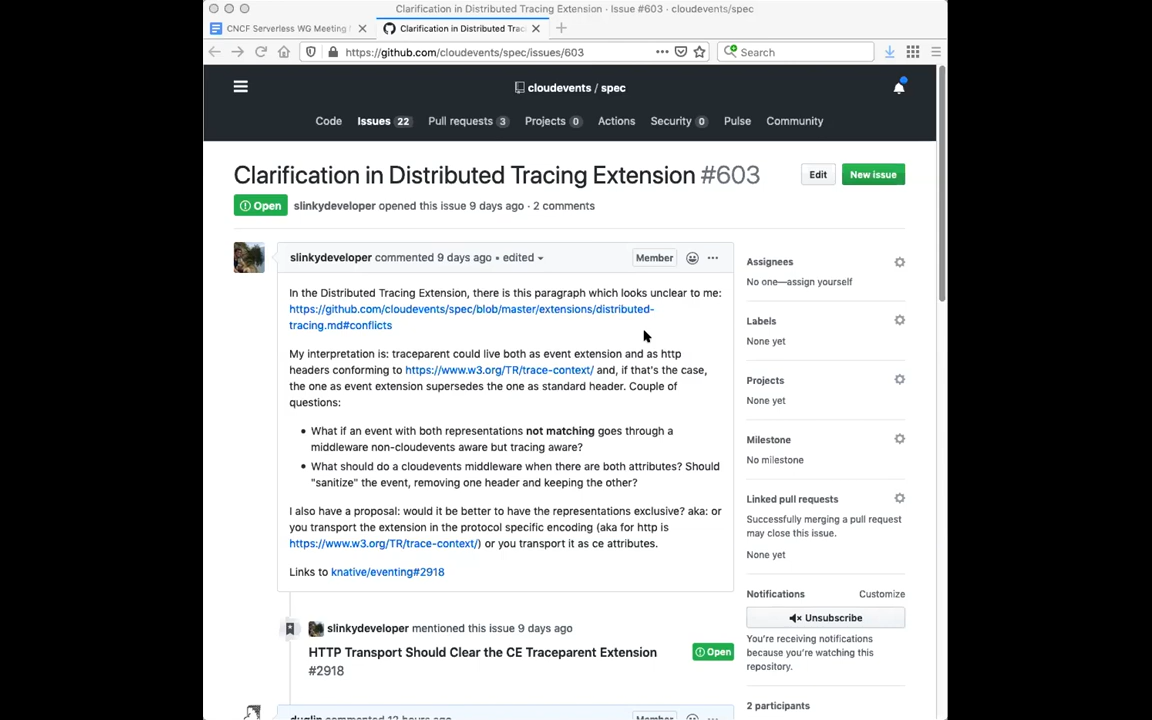 Clarification in Distributed Tracing Extension · Issue #603 · cloudevents/spec
CNCF Serverless WG Meeting
Clarification in Distributed Trac
https://github.com/cloudevents/spec/issues/603
Search
cloudevents / spec
Code Issues 22 Pull requests 3 Projects 0 Actions Security 0 Pulse Community
Clarification in Distributed Tracing Extension #603
Edit New issue
Open slinkydeveloper opened this issue 9 days ago · 2 comments
slinkydeveloper commented 9 days ago • edited
Member
In the Distributed Tracing Extension, there is this paragraph which looks unclear to me:
https://github.com/cloudevents/spec/blob/master/extensions/distributed-
tracing.md#conflicts
My interpretation is: traceparent could live both as event extension and as http
headers conforming to https://www.w3.org/TR/trace-context/ and, if that's the case,
the one as event extension supersedes the one as standard header. Couple of
questions:
• What if an event with both representations not matching goes through a
middleware non-cloudevents aware but tracing aware?
• What should do a cloudevents middleware when there are both attributes? Should
"sanitize" the event, removing one header and keeping the other?
I also have a proposal: would it be better to have the representations exclusive? aka: or
you transport the extension in the protocol specific encoding (aka for http is
https://www.w3.org/TR/trace-context/) or you transport it as ce attributes.
Links to knative/eventing#2918
slinkydeveloper mentioned this issue 9 days ago
HTTP Transport Should Clear the CE Traceparent Extension
#2918
Open
duglin commented 12 hours ago
Member
Assignees
No one—assign yourself
Labels
None yet
Projects
None yet
Milestone
No milestone
Linked pull requests
Successfully merging a pull request
may close this issue.
None yet
Notifications Customize
Unsubscribe
You're receiving notifications
because you're watching this
repository.
2 participants